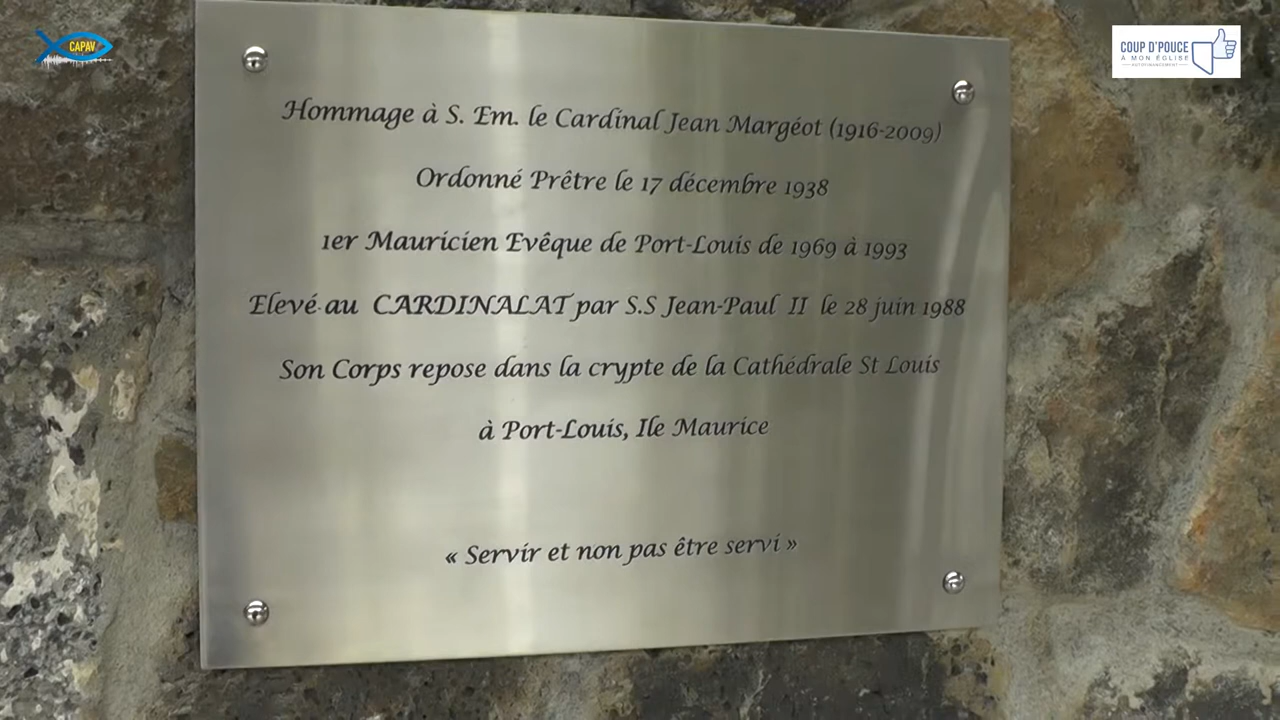 CAPAV
COUP D'POUCE
À MON ÉGLISE
AUTOFINANCEMENT
Hommage à S. Em. le Cardinal Jean Margéot (1916-2009)
Ordonné Prêtre le 17 décembre 1938
1er Mauricien Evêque de Port-Louis de 1969 à 1993
Elevé au CARDINALAT par S.S Jean-Paul II le 28 juin 1988
Son Corps repose dans la crypte de la Cathédrale St Louis
à Port-Louis, Ile Maurice
« Servir et non pas être servi »